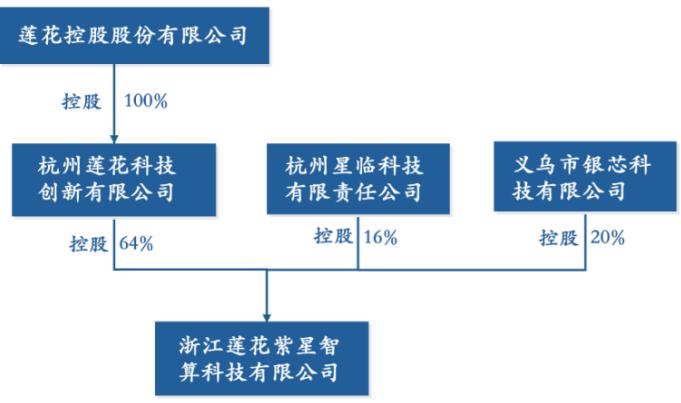 莲花控股股份有限公司
控股 100%
杭州莲花科技
创新有限公司
杭州星临科技
有限责任公司
义乌市银芯科
技有限公司
控股 64%
控股 16%
控股 20%
浙江莲花紫星智
算科技有限公司